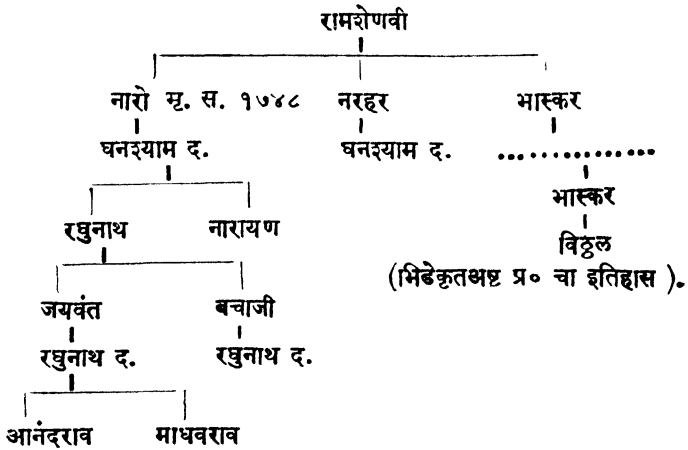 रामशेणवी
नारो मृ. स. १७४८ नरहर भास्कर
घनश्याम द. घनश्याम द. ................
भास्कर
रघुनाथ नारायण
विठ्ठल
(भिडेकृतअष्ट प्र० चा इतिहास ).
जयवंत बचाजी
रघुनाथ द. रघुनाथ द.
आनंदराव माधवराव